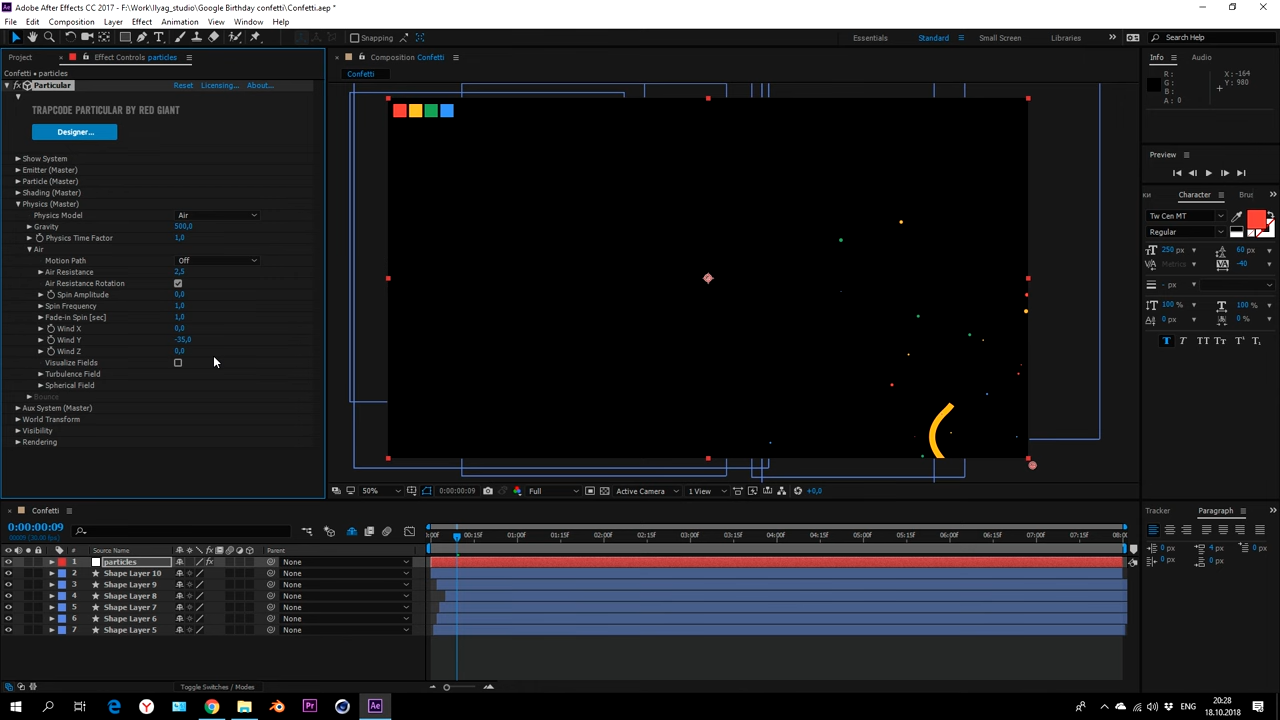 Adobe After Effects CC 2017 - F:\Work\Ilyag_studio\Google Birthday confetti\Confetti.aep *
File Edit Composition Layer Effect Animation View Window Help
Snapping Essentials Standard Small Screen Libraries Search Help
Project Effect Controls particles Composition Confetti Info Audio
Confetti • particles Confetti
fx Particular Reset Licensing... About...
R: X: -164
G: Y: 980
B:
A: 0
TRAPCODE PARTICULAR BY RED GIANT
Designer...
Show System
Emitter (Master)
Particle (Master)
Shading (Master)
Physics (Master)
Physics Model Air
Gravity 500,0
Physics Time Factor 1,0
Air
Motion Path Off
Air Resistance 2,5
Air Resistance Rotation
Spin Amplitude 0,0
Spin Frequency 1,0
Fade-in Spin [sec] 1,0
Wind X 0,0
Wind Y -35,0
Wind Z 0,0
Visualize Fields
Turbulence Field
Spherical Field
Bounce
Aux System (Master)
World Transform
Visibility
Rendering
Preview
Character Brus
Tw Cen MT
Regular
250 px 60 px
Metrics -40
- px
100 % 100 %
0 px 0 %
T T TT Tt T¹ T₁
50% 0:00:00:09 Full Active Camera 1 View +0,0
Confetti
0:00:00:09
00009 (30.00 fps)
:00f 00:15f 01:00f 01:15f 02:00f 02:15f 03:00f 03:15f 04:00f 04:15f 05:00f 05:15f 06:00f 06:15f 07:00f 07:15f 08:00f
# Source Name Parent
1 particles None
2 Shape Layer 10 None
3 Shape Layer 9 None
4 Shape Layer 8 None
5 Shape Layer 7 None
6 Shape Layer 6 None
7 Shape Layer 5 None
Toggle Switches / Modes
Tracker Paragraph
0 px 4 px 0 px
0 px 0 px
20:28
18.10.2018